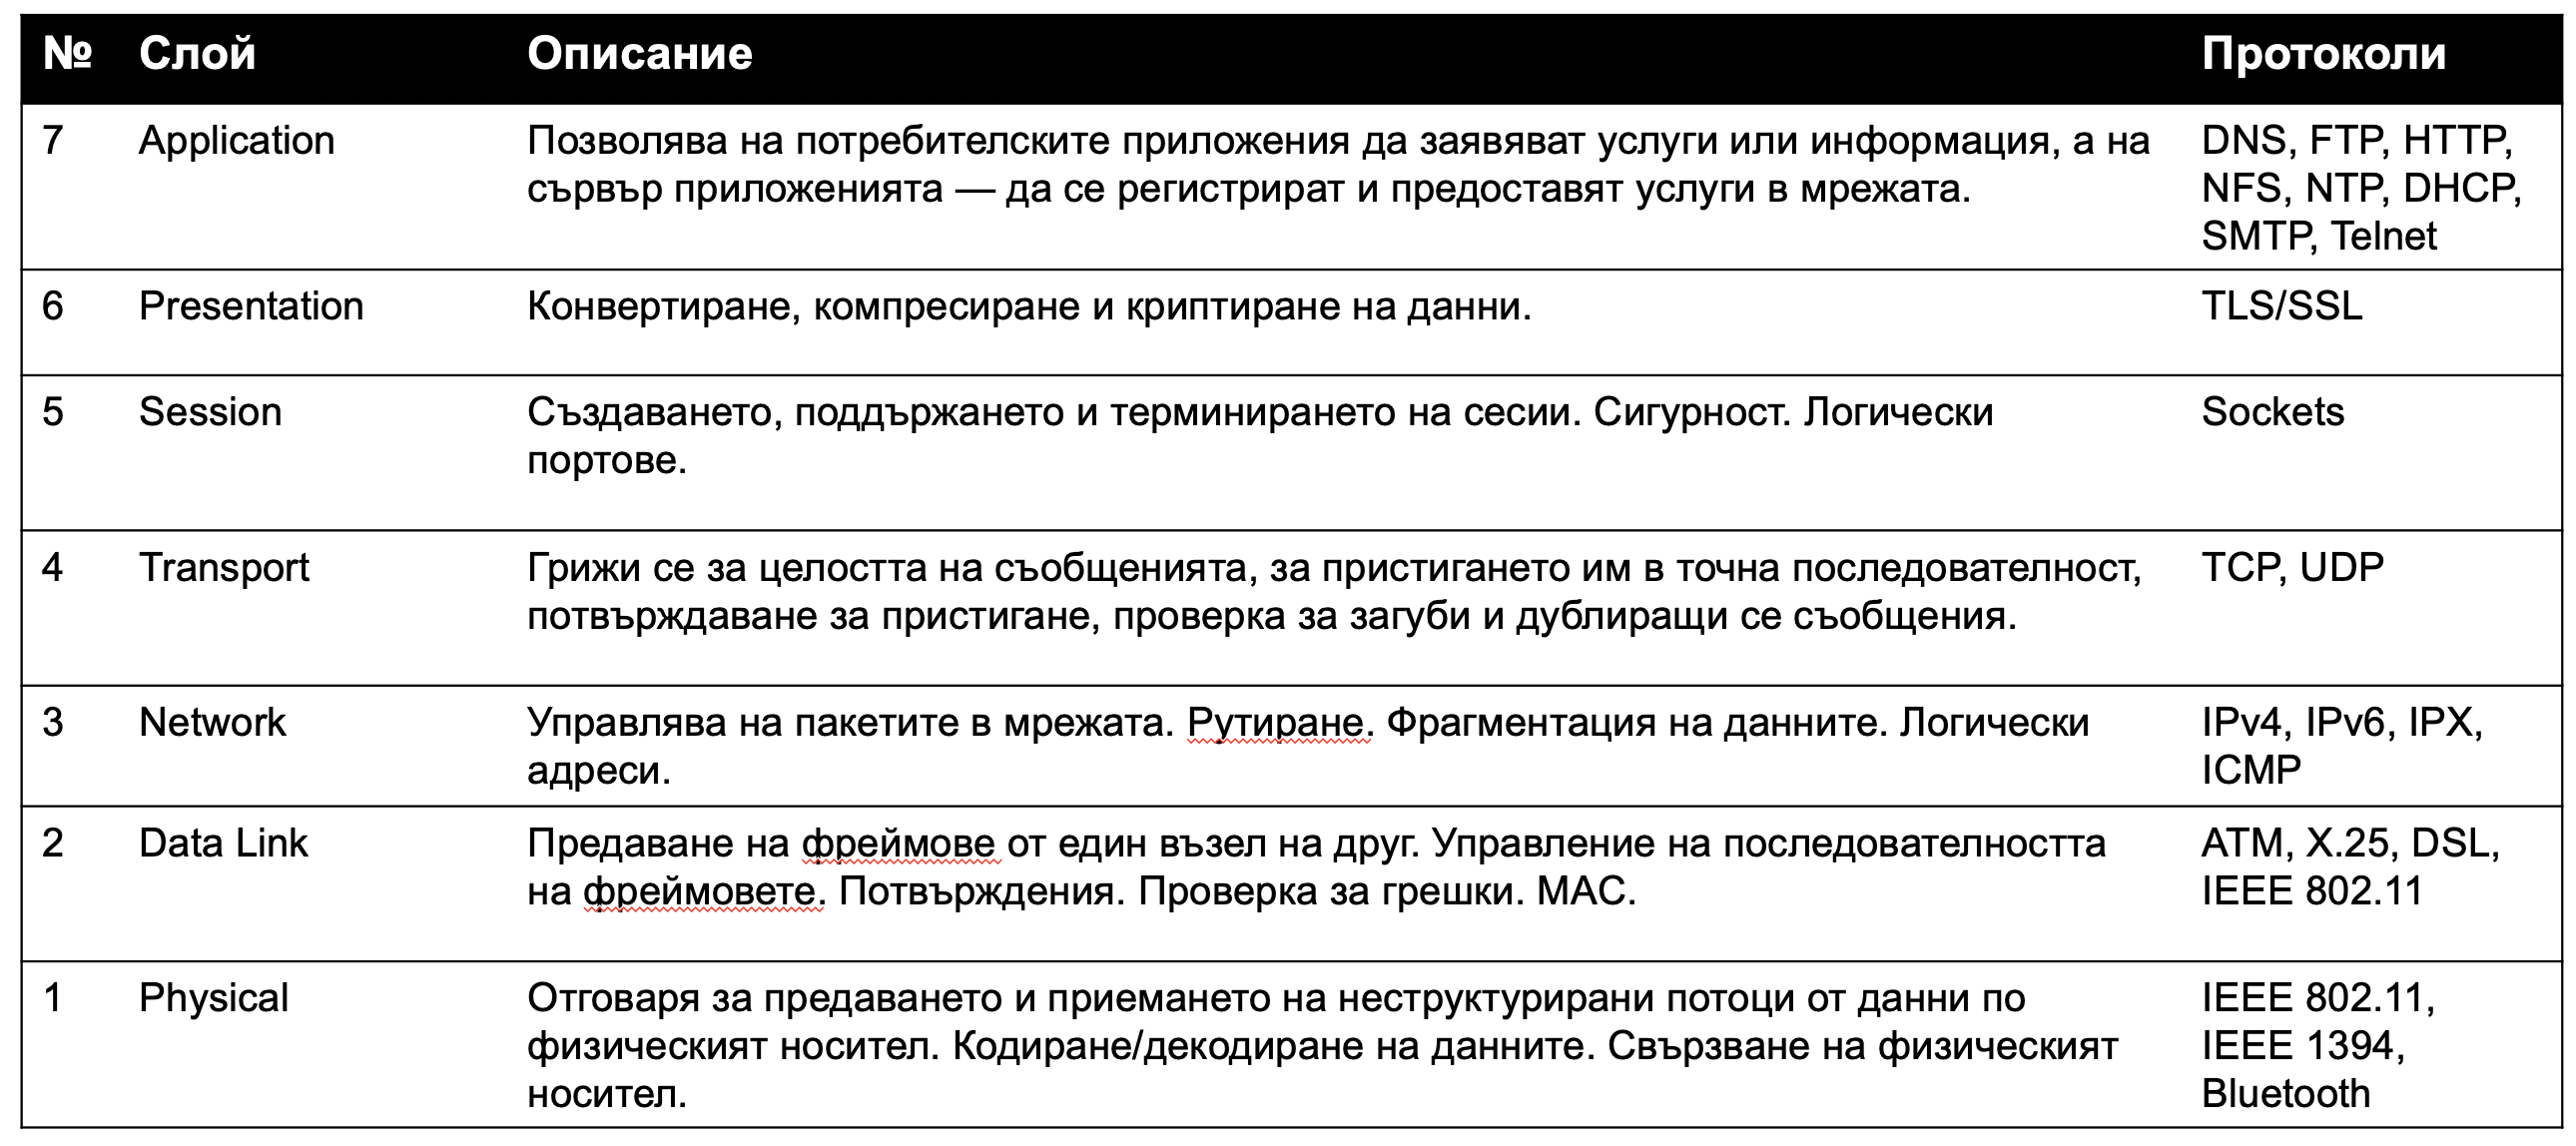 № Слой Описание Протоколи
7 Application Позволява на потребителските приложения да заявяват услуги или информация, а на DNS, FTP, HTTP,
сървър приложенията — да се регистрират и предоставят услуги в мрежата. NFS, NTP, DHCP,
SMTP, Telnet
6 Presentation Конвертиране, компресиране и криптиране на данни. TLS/SSL
5 Session Създаването, поддържането и терминирането на сесии. Сигурност. Логически Sockets
портове.
4 Transport Грижи се за целостта на съобщенията, за пристигането им в точна последователност, TCP, UDP
потвърждаване за пристигане, проверка за загуби и дублиращи се съобщения.
3 Network Управлява на пакетите в мрежата. Рутиране. Фрагментация на данните. Логически IPv4, IPv6, IPX,
адреси. ICMP
2 Data Link Предаване на фреймове от един възел на друг. Управление на последователността ATM, X.25, DSL,
на фреймовете. Потвърждения. Проверка за грешки. MAC. IEEE 802.11
1 Physical Отговаря за предаването и приемането на неструктурирани потоци от данни по IEEE 802.11,
физическият носител. Кодиране/декодиране на данните. Свързване на физическият IEEE 1394,
носител. Bluetooth